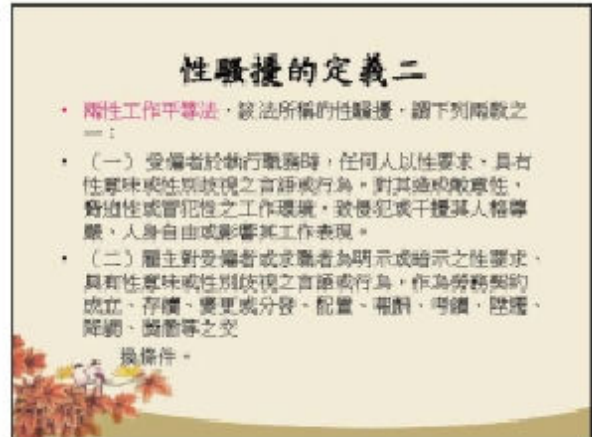 性騷擾的定義二
• 兩性工作平等法，該法所稱的性騷擾，謂下列兩款之
一：
• （一） 受僱者於執行職務時，任何人以性要求、具有
性意味或性別歧視之言語或行為，對其造成敵意性、
脅迫性或冒犯性之工作環境，致侵犯或干擾其人格尊
嚴、人身自由或影響其工作表現。
• （二）雇主對受僱者或求職者為明示或暗示之性要求、
具有性意味或性別歧視之言語或行為，作為勞務契約
成立、存續、變更或分發、配置、報酬、考績、陞遷、
降調、獎懲等之交
換條件。